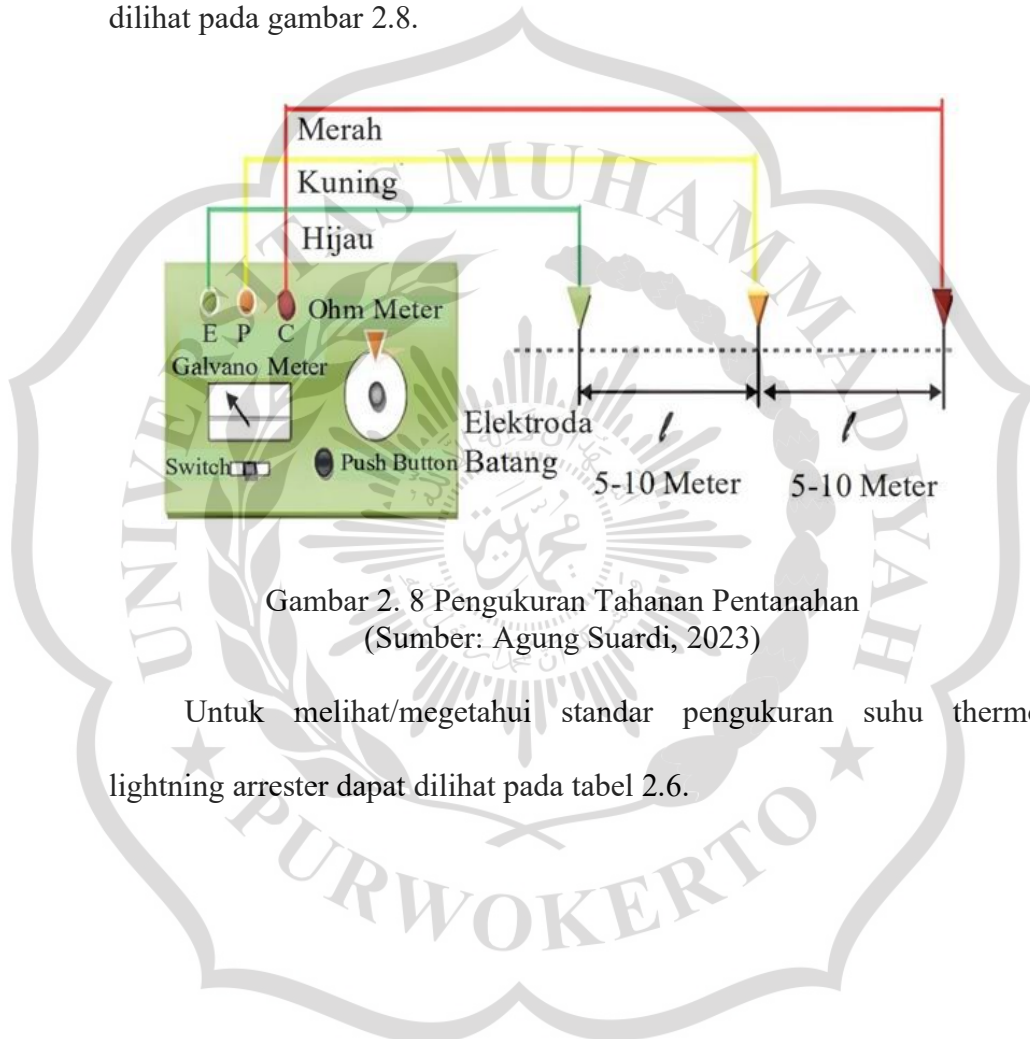 dilihat pada gambar 2.8.
Merah
Kuning
Hijau
E P C
Ohm Meter
Galvano Meter
Switch
Push Button
Elektroda
Batang
ℓ ℓ
5-10 Meter 5-10 Meter
Gambar 2. 8 Pengukuran Tahanan Pentanahan
(Sumber: Agung Suardi, 2023)
Untuk melihat/megetahui standar pengukuran suhu thermo
lightning arrester dapat dilihat pada tabel 2.6.
UNIVERSITAS MUHAMMADIYAH
PURWOKERTO